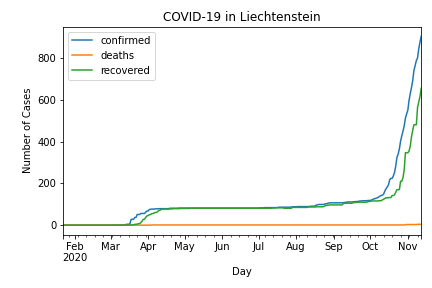 COVID-19 in Liechtenstein
confirmed
deaths
recovered
Number of Cases
800
600
400
200
0
Feb Mar Apr May Jun Jul Aug Sep Oct Nov
2020
Day